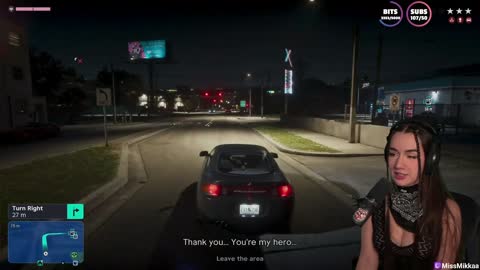 BITS
SUBS
107/50
Turn Right
27 m
Thank you... You're my hero...
Leave the area
MissMikkaa